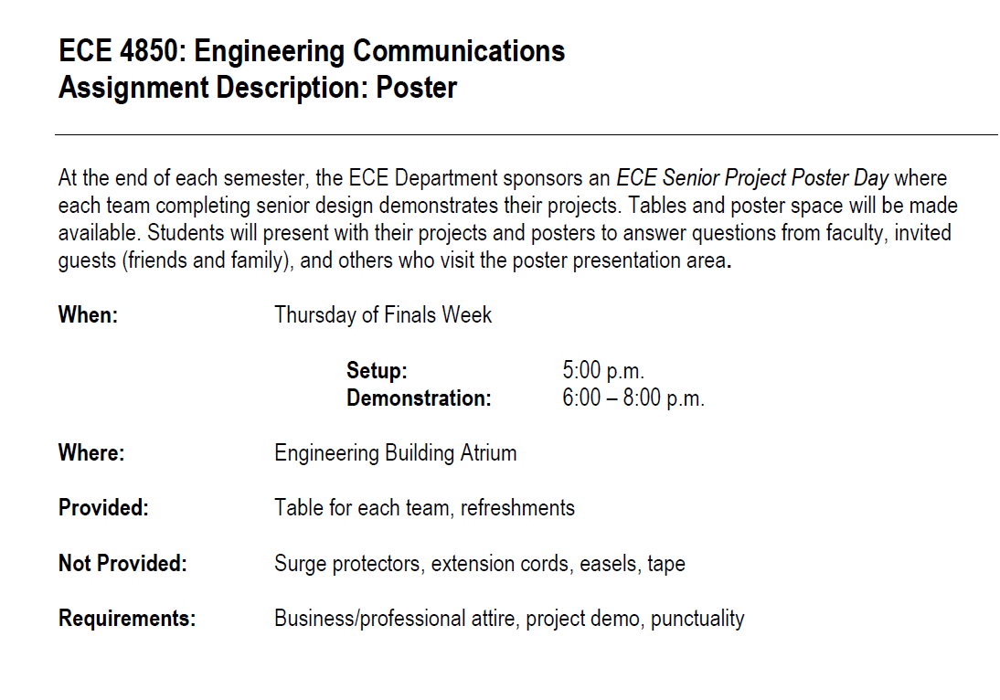 ECE 4850: Engineering Communications
Assignment Description: Poster
At the end of each semester, the ECE Department sponsors an ECE Senior Project Poster Day where
each team completing senior design demonstrates their projects. Tables and poster space will be made
available. Students will present with their projects and posters to answer questions from faculty, invited
guests (friends and family), and others who visit the poster presentation area.
When: Thursday of Finals Week
Setup: 5:00 p.m.
Demonstration: 6:00 – 8:00 p.m.
Where: Engineering Building Atrium
Provided: Table for each team, refreshments
Not Provided: Surge protectors, extension cords, easels, tape
Requirements: Business/professional attire, project demo, punctuality